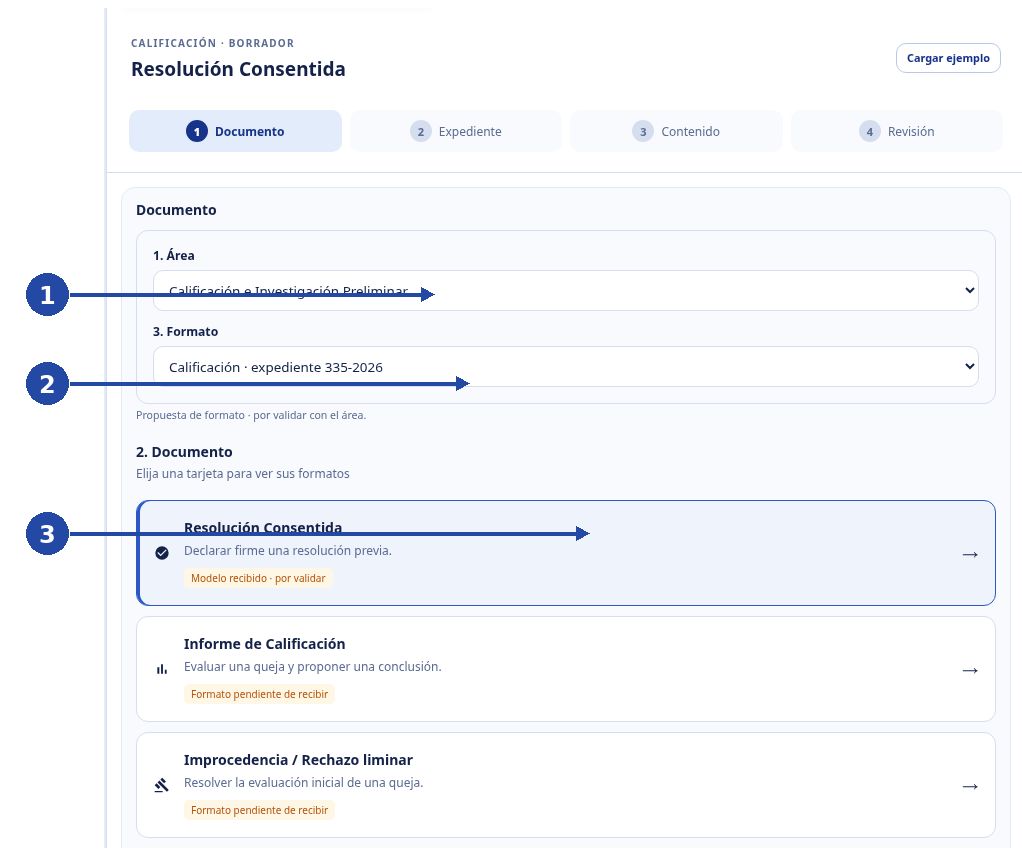 CALIFICACIÓN · BORRADOR
Resolución Consentida
Cargar ejemplo
1 Documento
2 Expediente
3 Contenido
4 Revisión
Documento
1. Área
1
Calificación e Investigación Preliminar
3. Formato
2
Calificación · expediente 335-2026
Propuesta de formato · por validar con el área.
2. Documento
Elija una tarjeta para ver sus formatos
3
Resolución Consentida
Declarar firme una resolución previa.
Modelo recibido · por validar
→
Informe de Calificación
Evaluar una queja y proponer una conclusión.
Formato pendiente de recibir
→
Improcedencia / Rechazo liminar
Resolver la evaluación inicial de una queja.
Formato pendiente de recibir
→